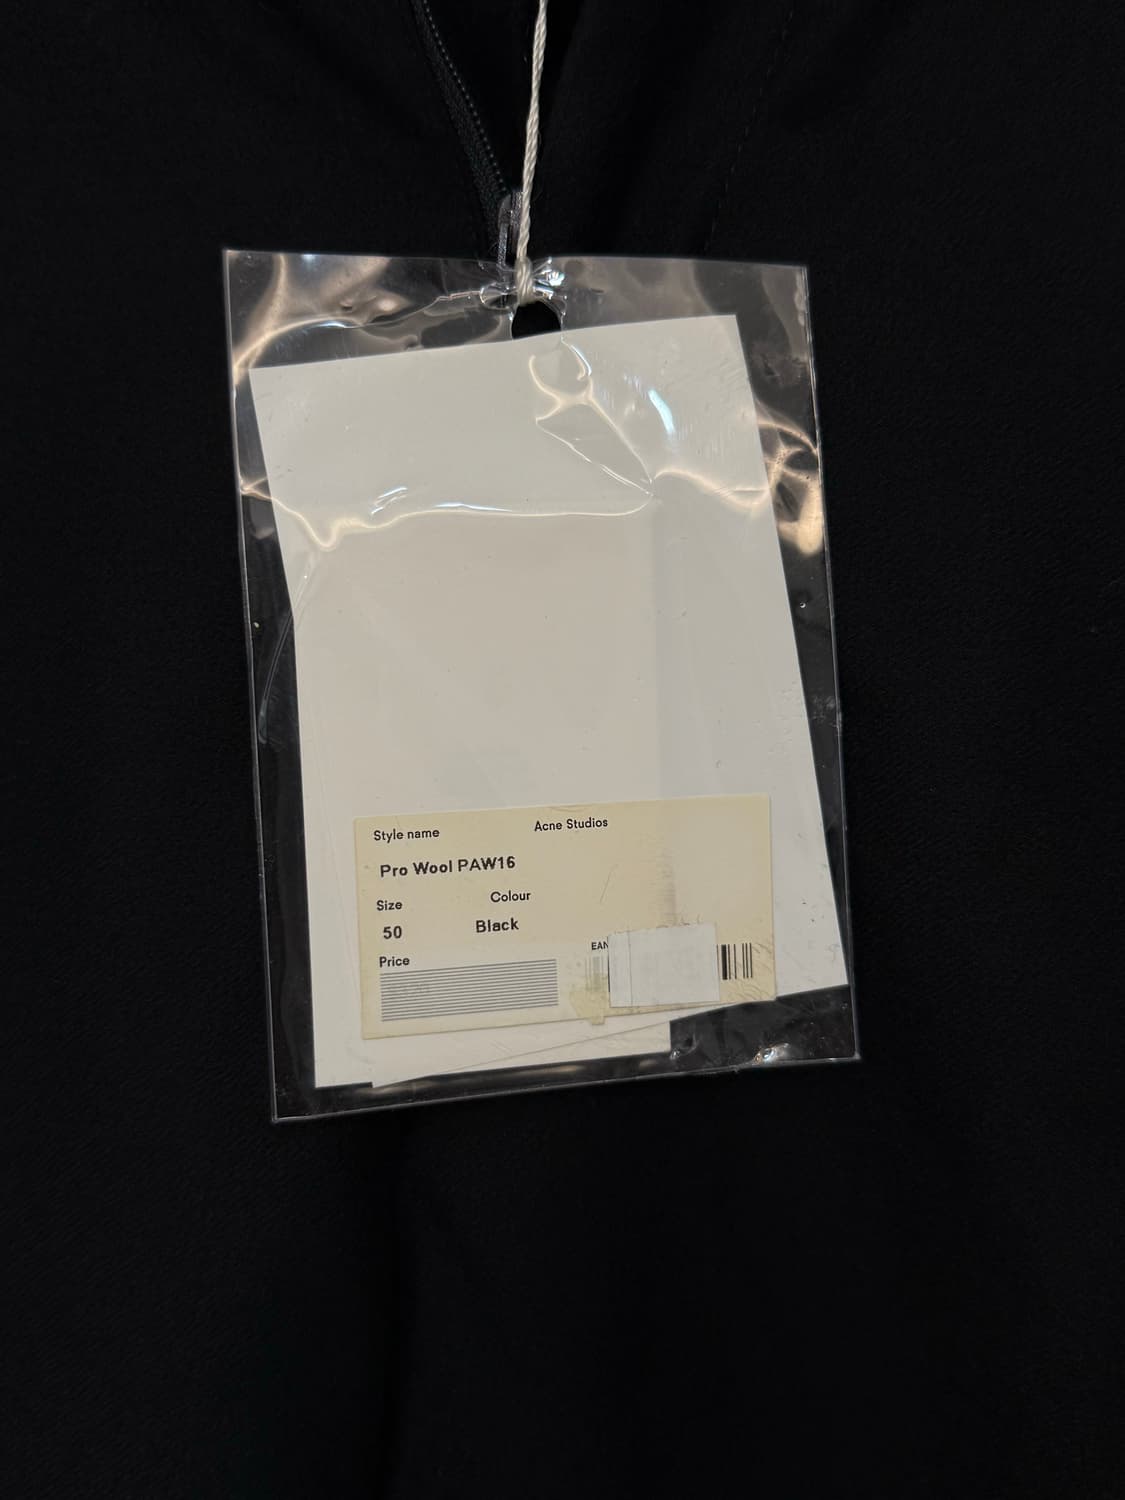 Style name Acne Studios
Pro Wool PAW16
Size Colour
50 Black
Price EAN